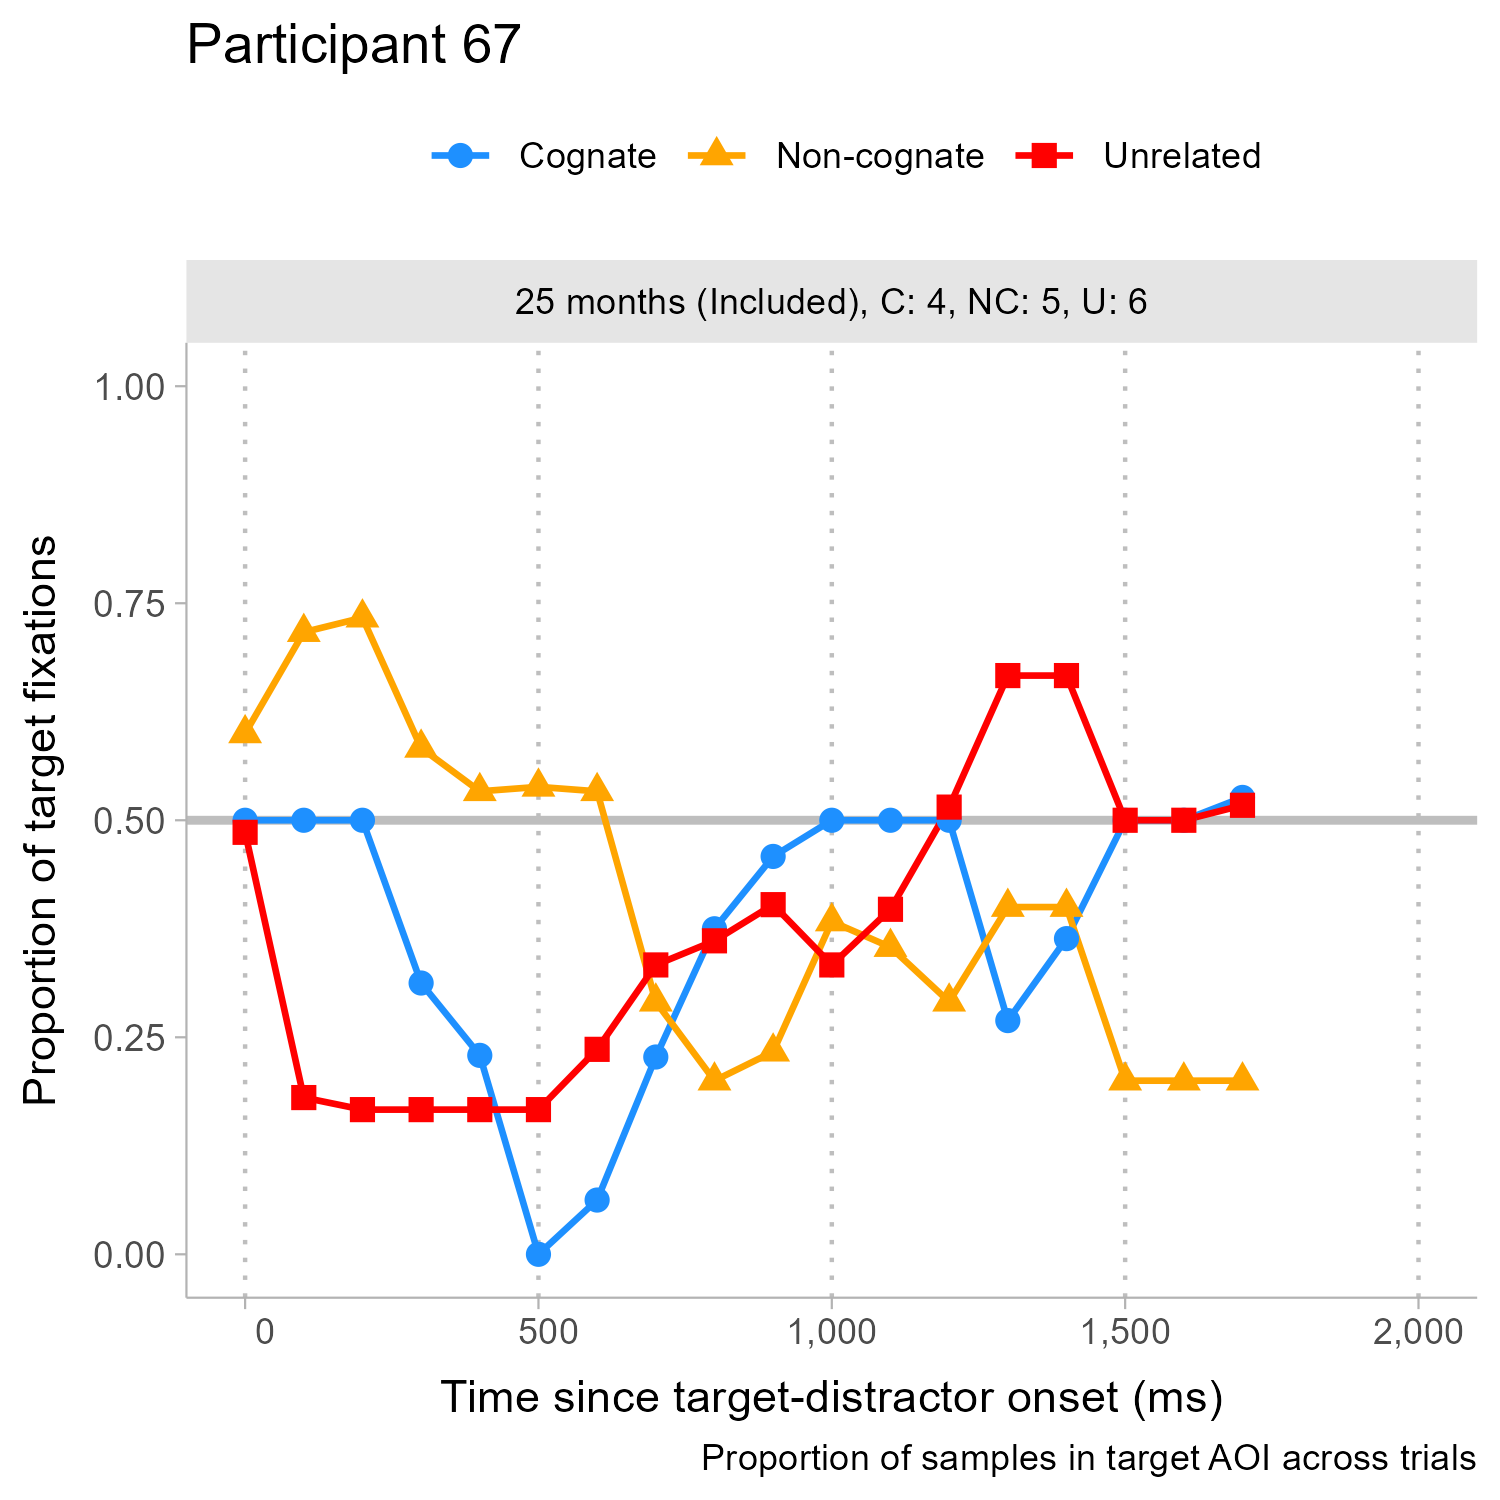 Participant 67
Cognate Non-cognate Unrelated
25 months (Included), C: 4, NC: 5, U: 6
Proportion of target fixations
1.00
0.75
0.50
0.25
0.00
0 500 1,000 1,500 2,000
Time since target-distractor onset (ms)
Proportion of samples in target AOI across trials